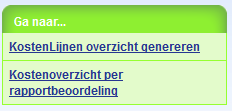 Ga naar...
KostenLijnen overzicht genereren
Kostenoverzicht per
rapportbeoordeling